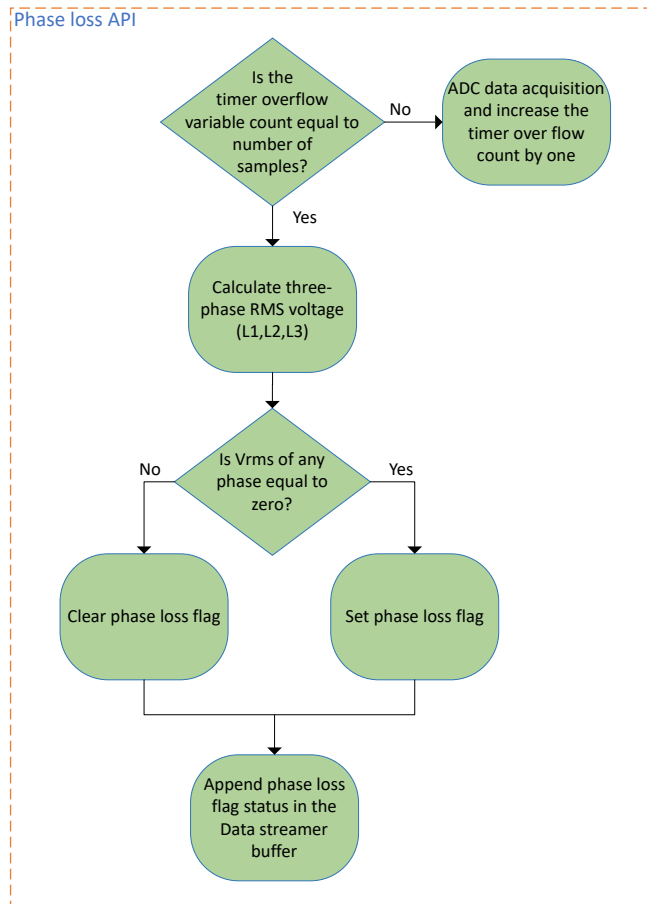 Phase loss API
Is the
timer overflow
variable count equal to
number of
samples?
No
ADC data acquisition
and increase the
timer over flow
count by one
Yes
Calculate three-
phase RMS voltage
(L1,L2,L3)
No
Is Vrms of any
phase equal to
zero?
Yes
Clear phase loss flag
Set phase loss flag
Append phase loss
flag status in the
Data streamer
buffer